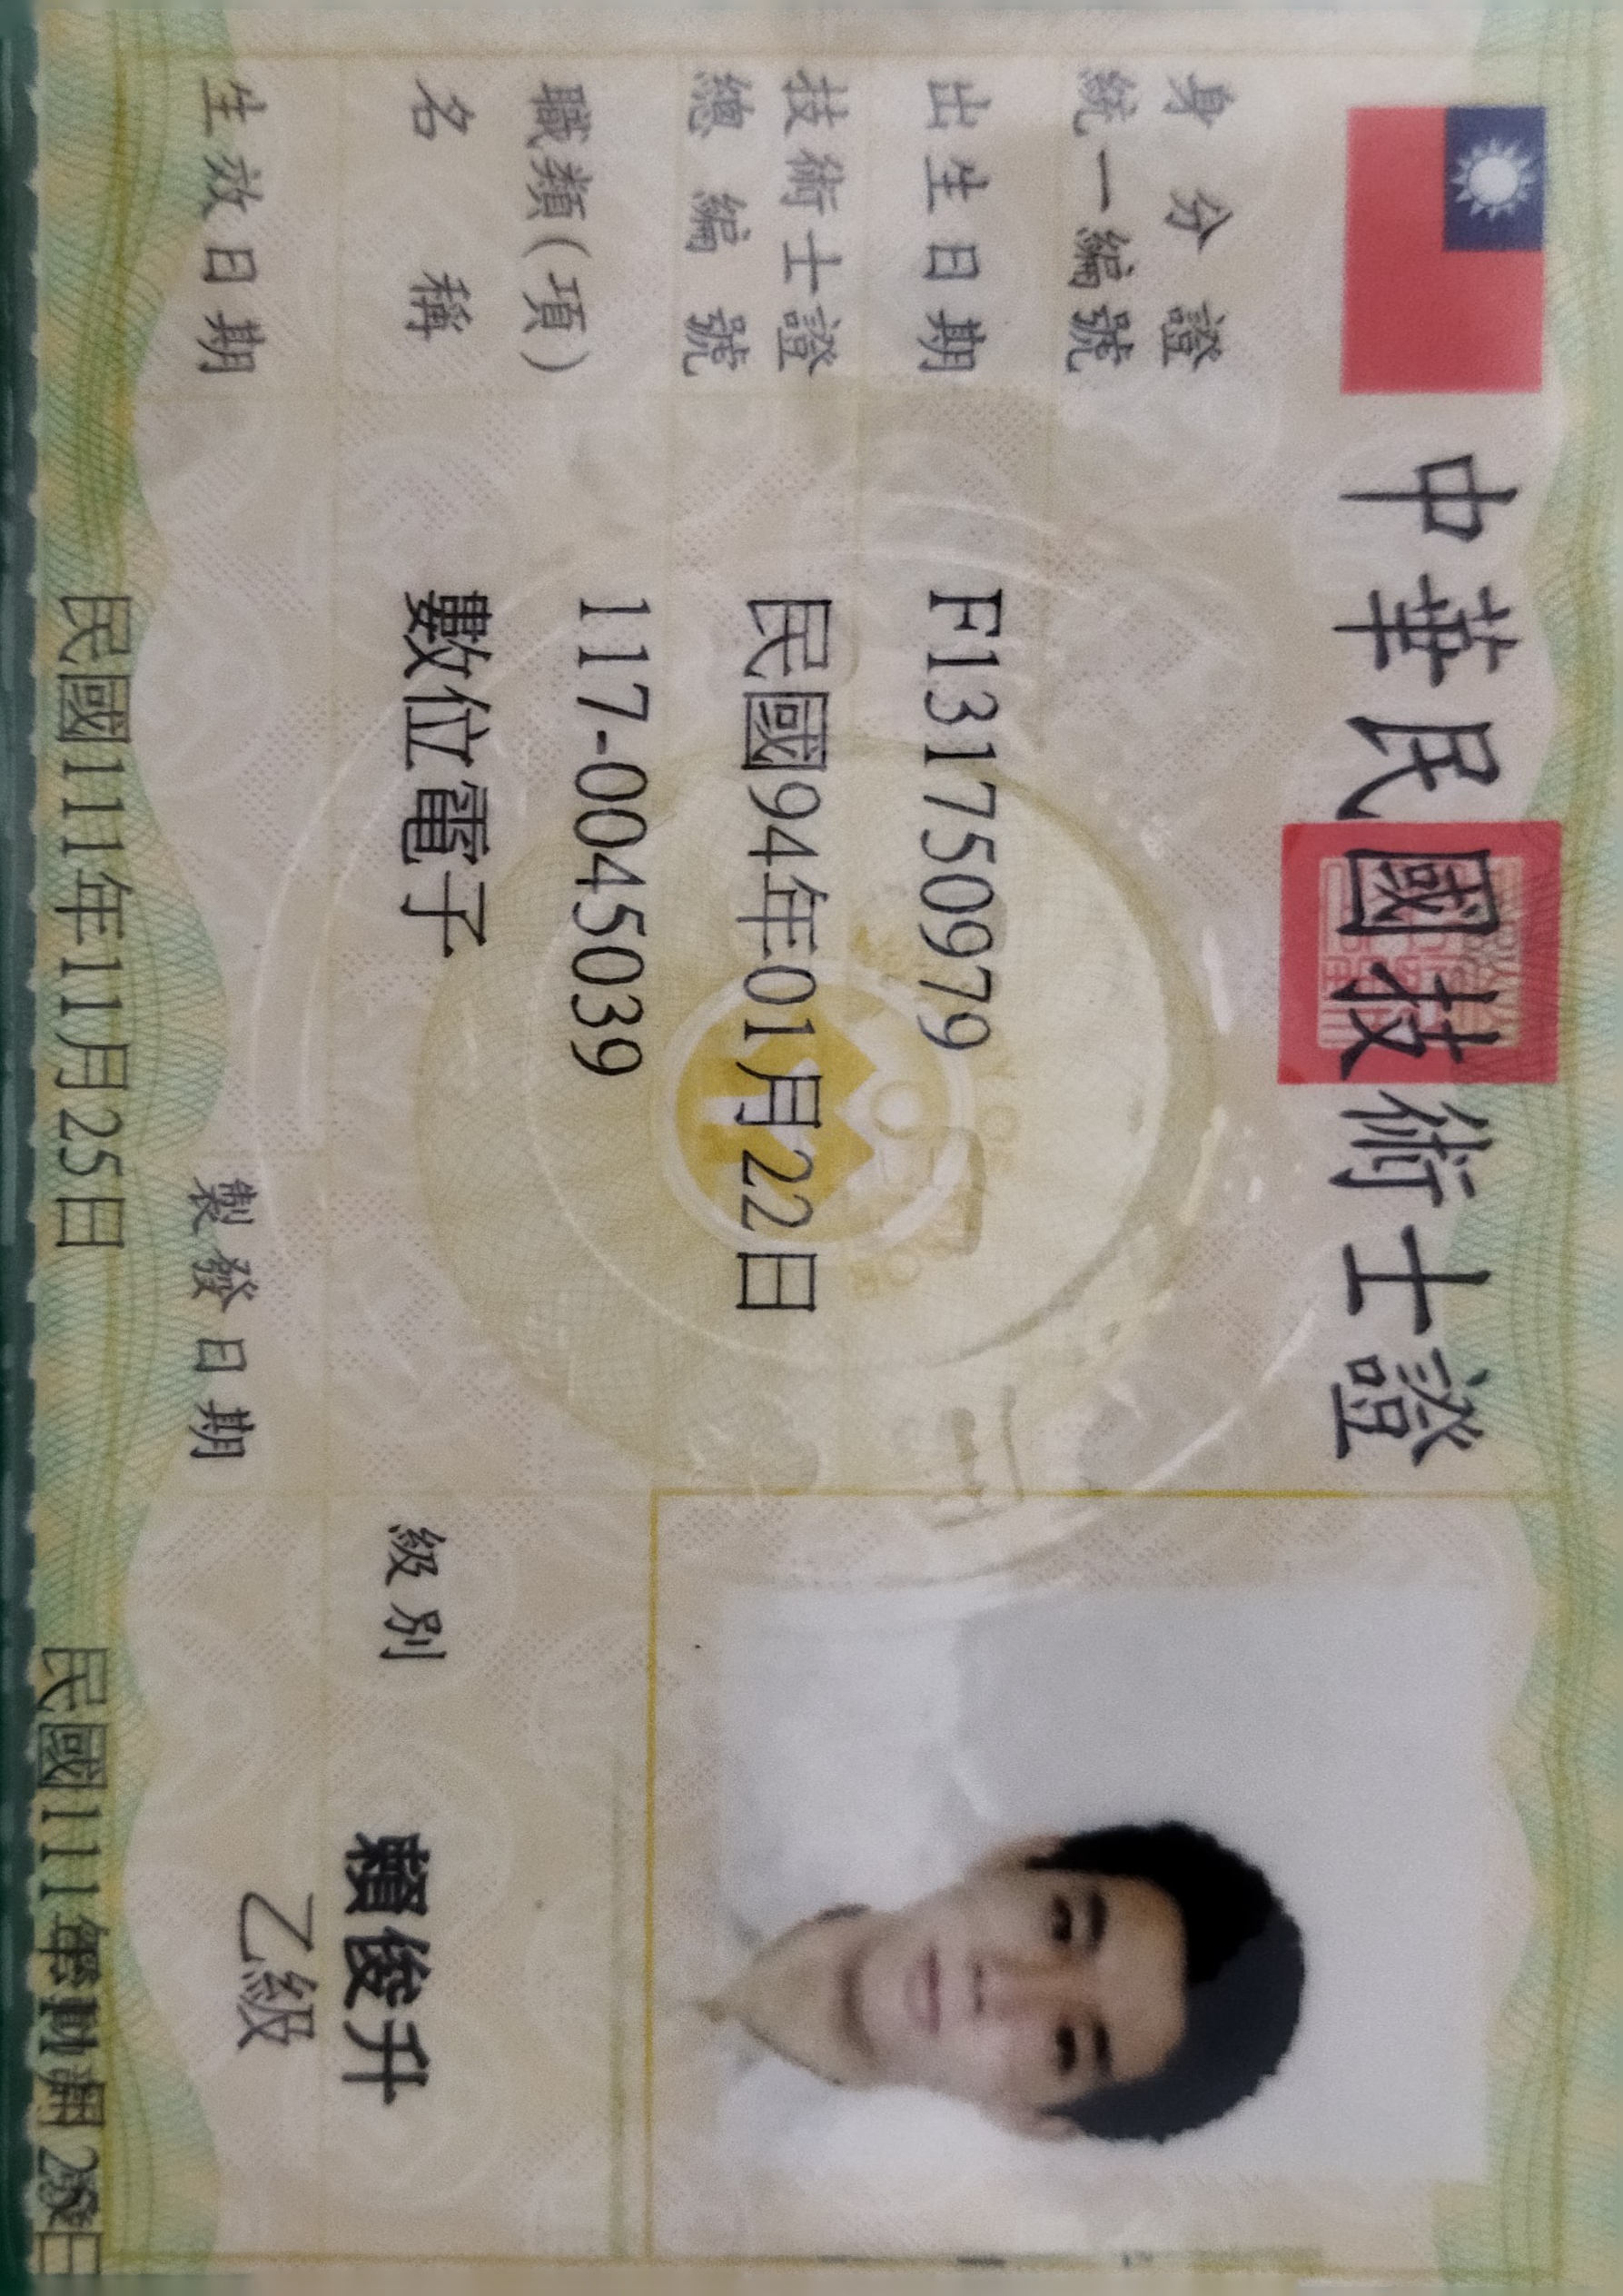 中華民國技術士證
身分證
統一編號
F131750979
出生日期
民國94年01月22日
技術士證
總編號
117-0045039
職類(項)
名稱
數位電子
級別
賴俊升
乙級
生效日期
製發日期
民國111年11月25日
民國111年11月25日